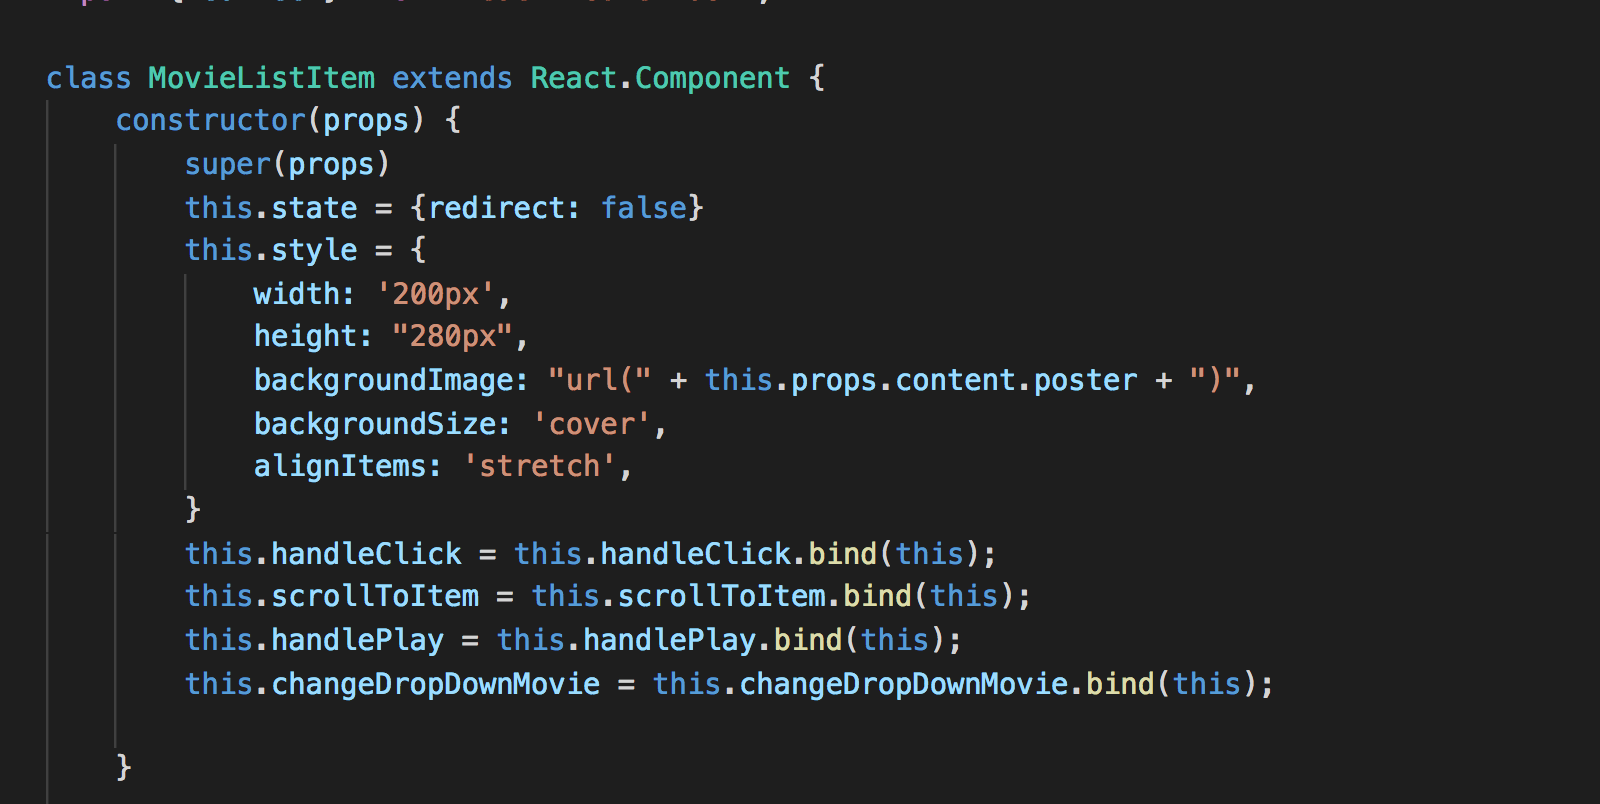 class MovieListItem extends React.Component {
constructor(props) {
super(props)
this.state = {redirect: false}
this.style = {
width: '200px',
height: "280px",
backgroundImage: "url(" + this.props.content.poster + ")",
backgroundSize: 'cover',
alignItems: 'stretch',
}
this.handleClick = this.handleClick.bind(this);
this.scrollToItem = this.scrollToItem.bind(this);
this.handlePlay = this.handlePlay.bind(this);
this.changeDropDownMovie = this.changeDropDownMovie.bind(this);
}